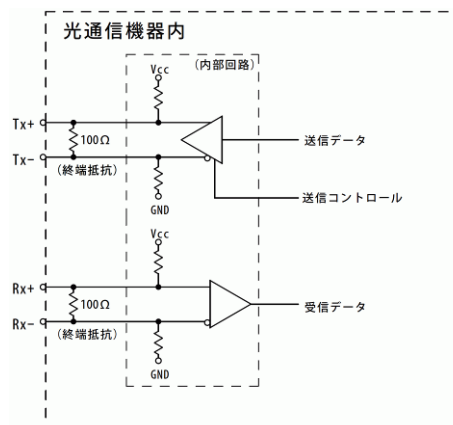 光通信機器内
(内部回路)
Vcc
Tx+
100Ω
送信データ
Tx−
(終端抵抗)
送信コントロール
GND
Vcc
Rx+
100Ω
受信データ
Rx−
(終端抵抗)
GND